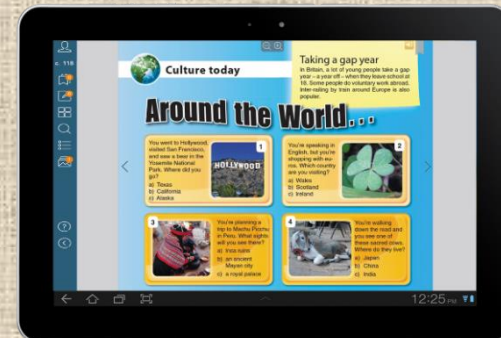 c. 118
Culture today
Taking a gap year
In Britain, a lot of young people take a gap
year – a year off – when they leave school at
18. Some people do voluntary work abroad.
Inter-railing by train around Europe is also
popular.
Around the World...
You went to Hollywood,
visited San Francisco,
and saw a bear in the
Yosemite National
Park. Where did you
go?
a) Texas
b) California
c) Alaska
1
HOLLYWOOD
You're speaking in
English, but you're
shopping with eu-
ros. Which country
are you visiting?
a) Wales
b) Scotland
c) Ireland
2
3
You're planning a
trip to Machu Picchu
in Peru. What sights
will you see there?
a) Inca ruins
b) an ancient
Mayan city
c) a royal palace
4
You're walking
down the road and
you see one of
these sacred cows.
Where do they live?
a) Japan
b) China
c) India
12:25 PM